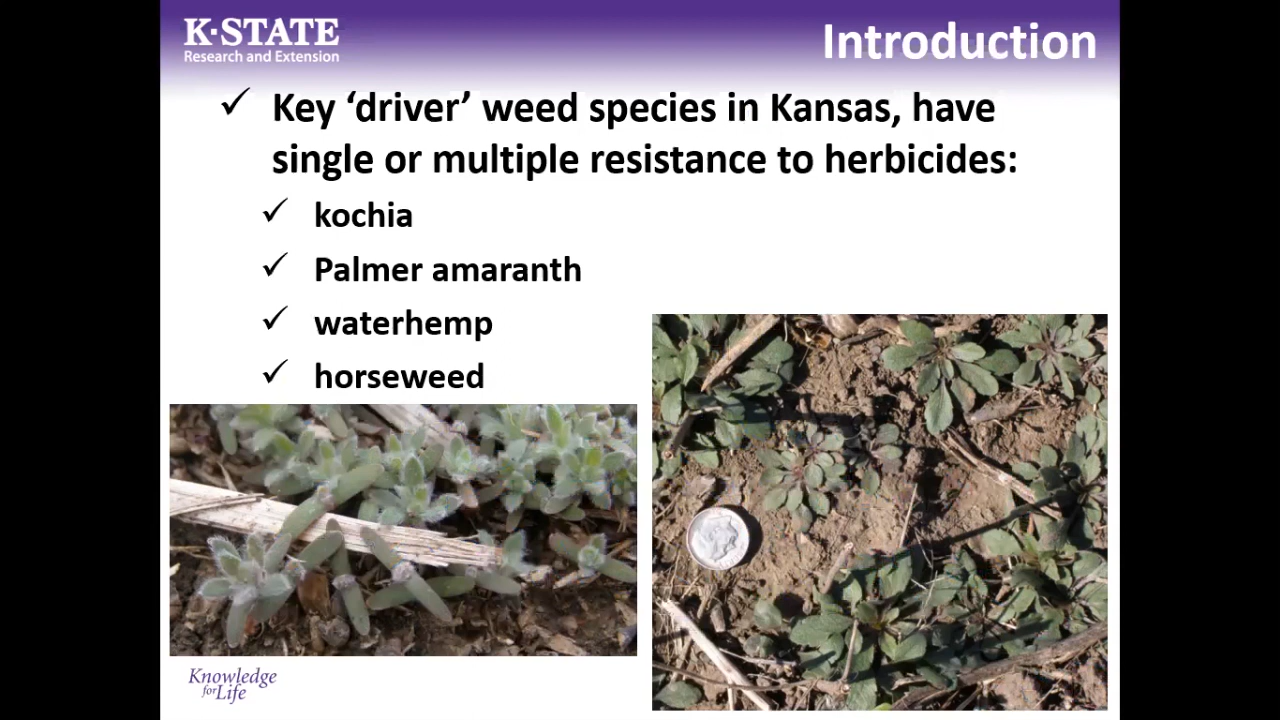 K-STATE
Research and Extension
Introduction
Key ‘driver’ weed species in Kansas, have
single or multiple resistance to herbicides:
kochia
Palmer amaranth
waterhemp
horseweed
Knowledge
for Life